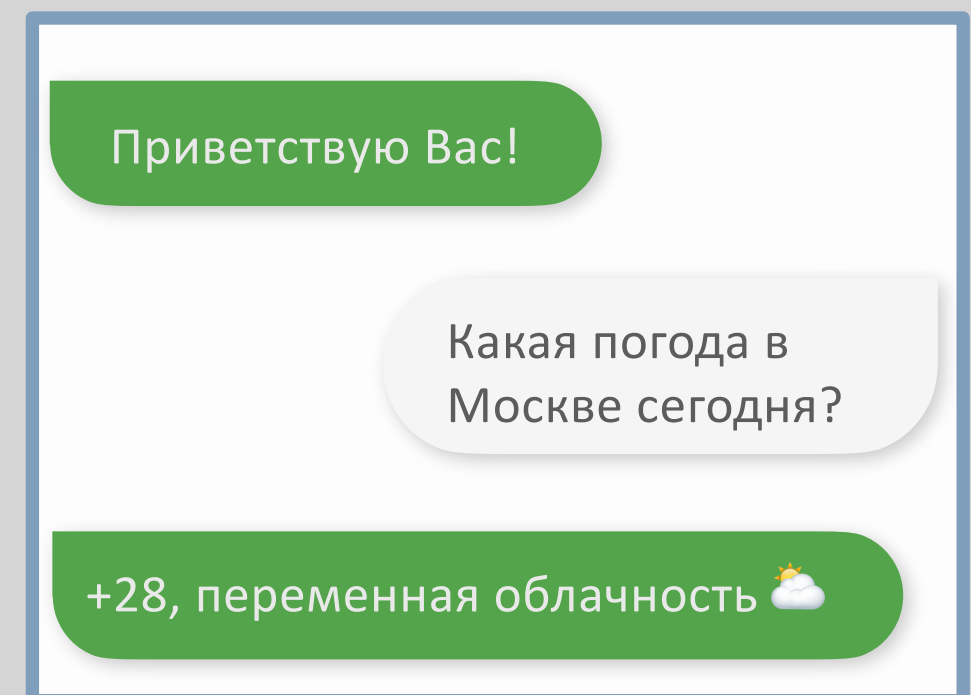 Приветствую Вас!
Какая погода в
Москве сегодня?
+28, переменная облачность ⛅